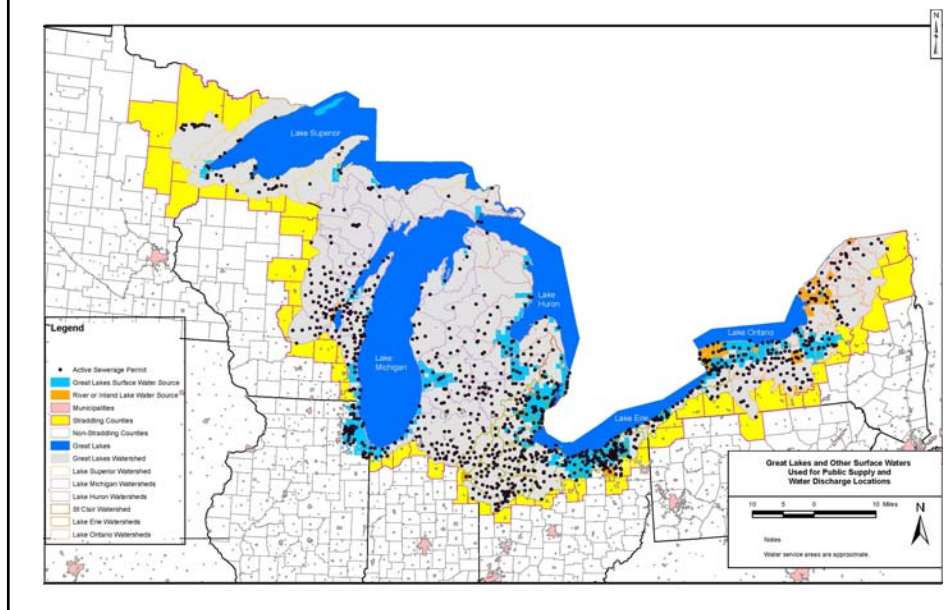 N
Lake Superior
Lake
Huron
Lake Ontario
Lake
Michigan
Lake Erie
Legend
Active Sewerage Permit
Great Lakes Surface Water Source
River or Inland Lake Water Source
Municipalities
Straddling Counties
Non-Straddling Counties
Great Lakes
Great Lakes Watershed
Lake Superior Watershed
Lake Michigan Watersheds
Lake Huron Watersheds
St Clair Watershed
Lake Erie Watersheds
Lake Ontario Watersheds
Great Lakes and Other Surface Waters
Used for Public Supply and
Water Discharge Locations
10 5 0 10 Miles
N
Notes
Water service areas are approximate.